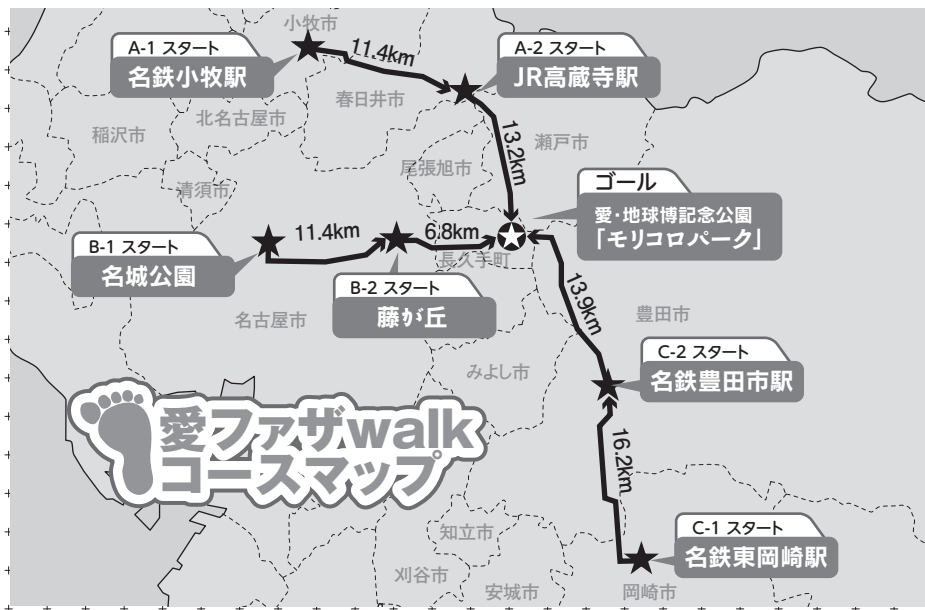 小牧市
A-1 スタート
名鉄小牧駅
11.4km
A-2 スタート
JR高蔵寺駅
春日井市
北名古屋市
稲沢市
13.2km
瀬戸市
尾張旭市
清須市
ゴール
愛・地球博記念公園
「モリコロパーク」
B-1 スタート
名城公園
11.4km
6.8km
長久手町
B-2 スタート
藤が丘
名古屋市
13.9km
豊田市
C-2 スタート
名鉄豊田市駅
みよし市
愛ファザwalk
コースマップ
16.2km
知立市
C-1 スタート
名鉄東岡崎駅
刈谷市
安城市
岡崎市